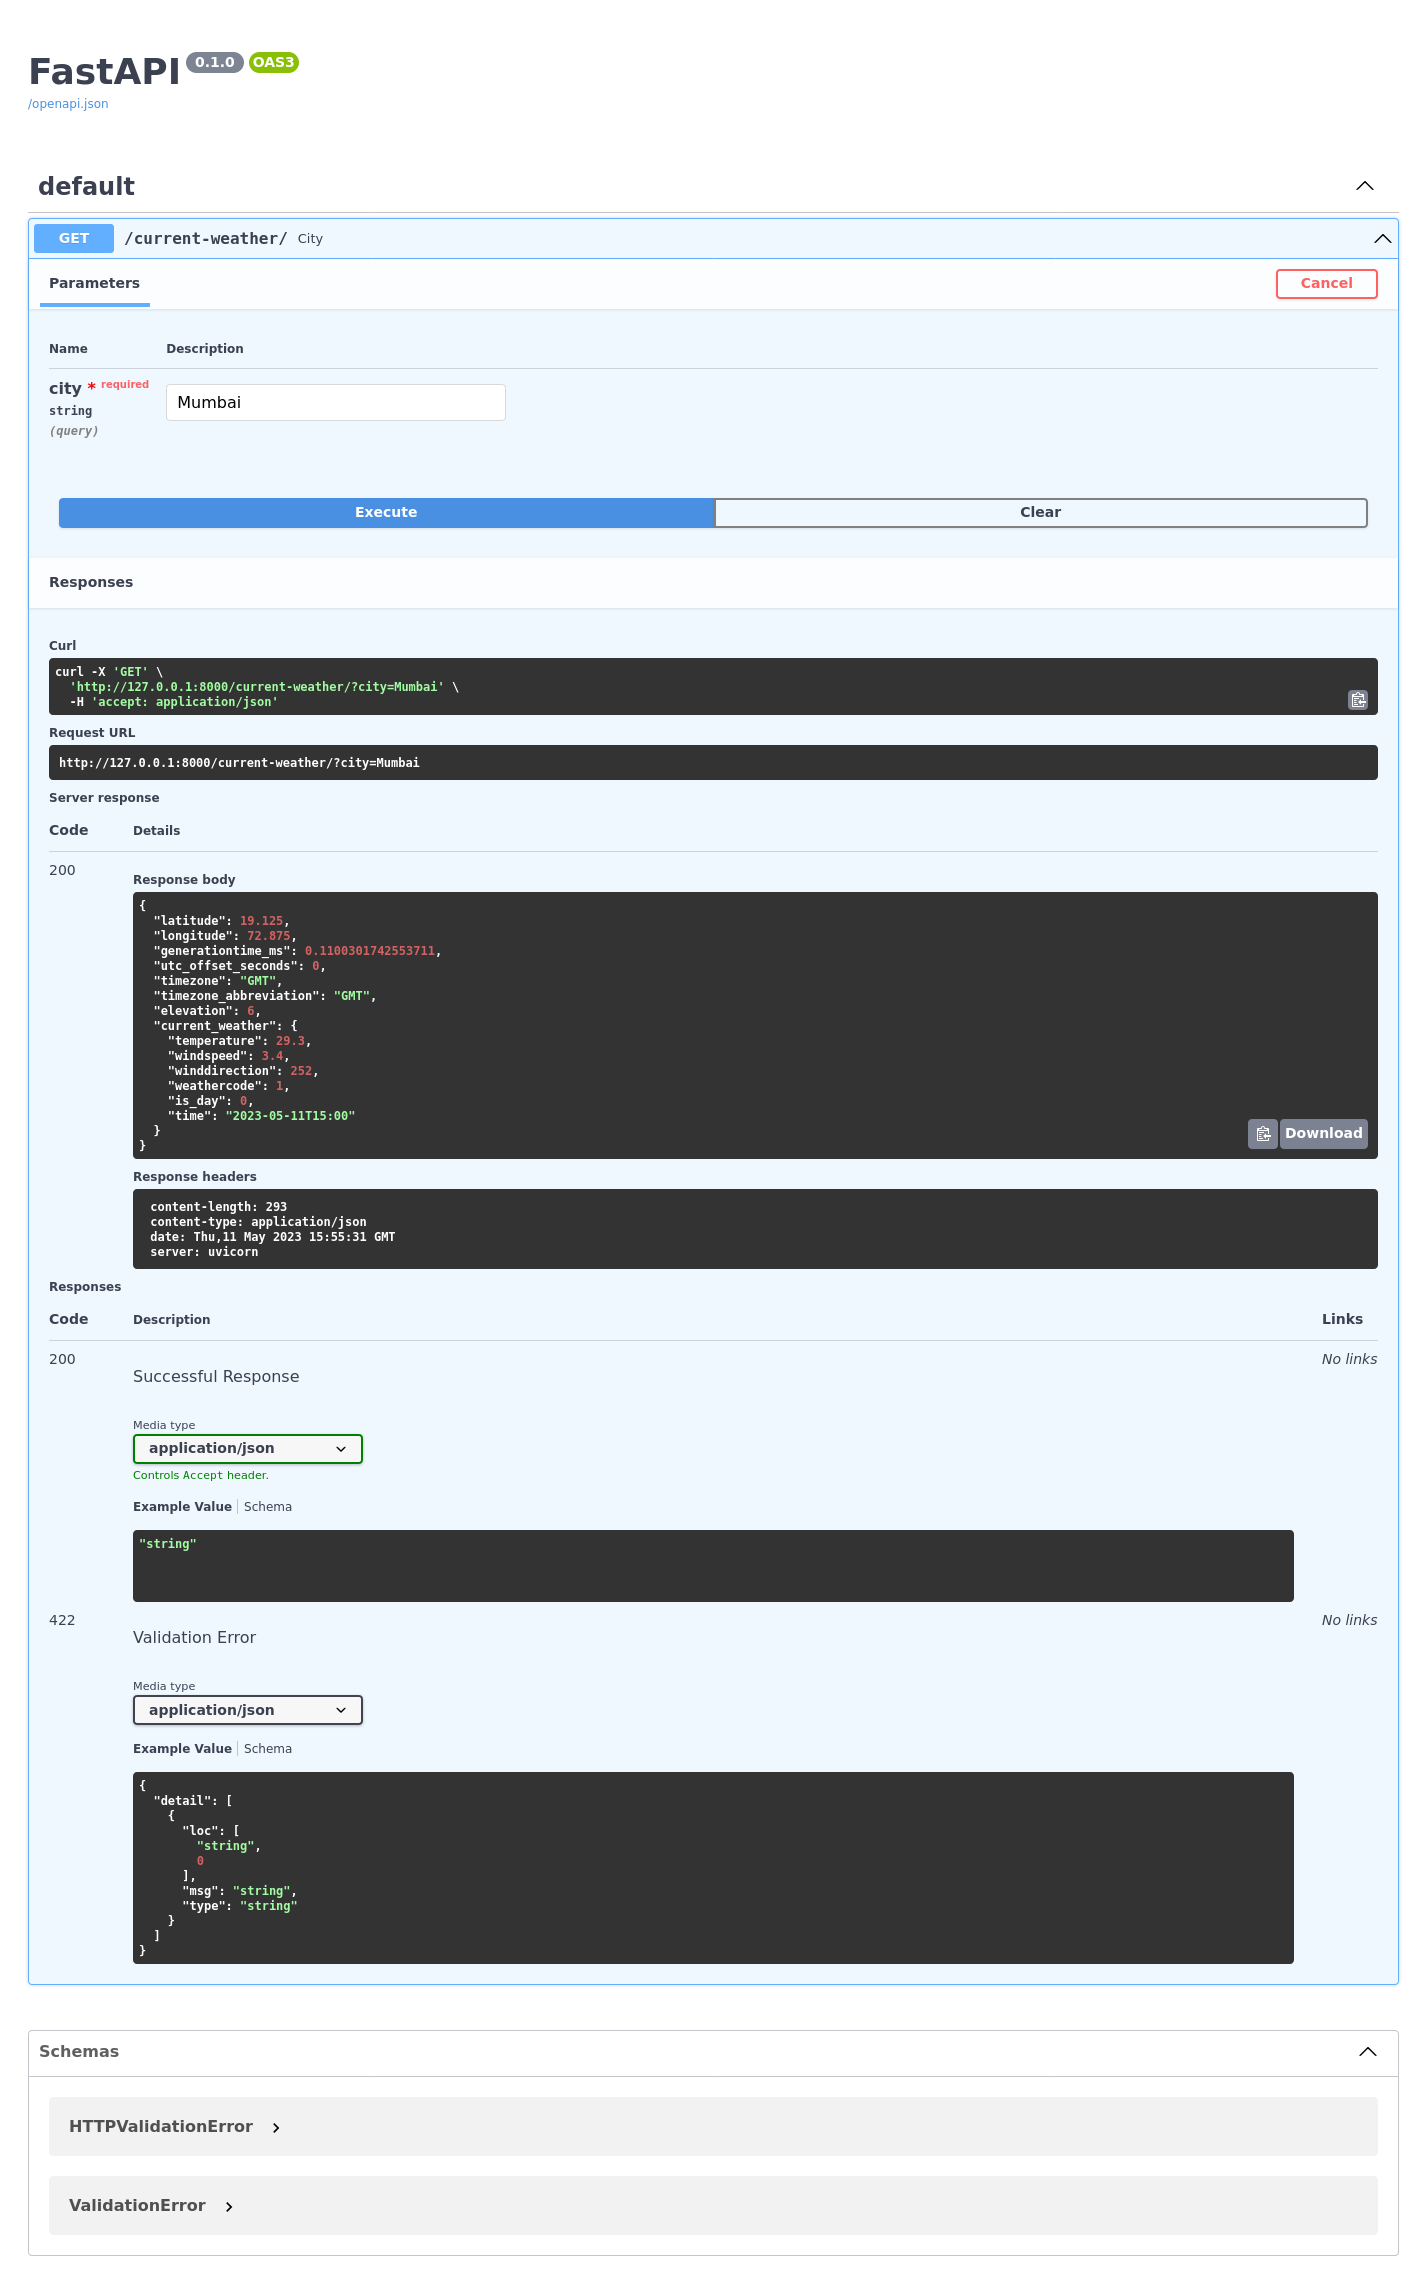 FastAPI 0.1.0 OAS3
/openapi.json
default
GET /current-weather/ City
Parameters Cancel
Name Description
city * required
string
(query)
Mumbai
Execute Clear
Responses
Curl
curl -X 'GET' \
  'http://127.0.0.1:8000/current-weather/?city=Mumbai' \
  -H 'accept: application/json'
Request URL
http://127.0.0.1:8000/current-weather/?city=Mumbai
Server response
Code Details
200
Response body
{
  "latitude": 19.125,
  "longitude": 72.875,
  "generationtime_ms": 0.1100301742553711,
  "utc_offset_seconds": 0,
  "timezone": "GMT",
  "timezone_abbreviation": "GMT",
  "elevation": 6,
  "current_weather": {
    "temperature": 29.3,
    "windspeed": 3.4,
    "winddirection": 252,
    "weathercode": 1,
    "is_day": 0,
    "time": "2023-05-11T15:00"
  }
}
Download
Response headers
content-length: 293
content-type: application/json
date: Thu,11 May 2023 15:55:31 GMT
server: uvicorn
Responses
Code Description Links
200 No links
Successful Response
Media type
application/json
Controls Accept header.
Example Value Schema
"string"
422 No links
Validation Error
Media type
application/json
Example Value Schema
{
  "detail": [
    {
      "loc": [
        "string",
        0
      ],
      "msg": "string",
      "type": "string"
    }
  ]
}
Schemas
HTTPValidationError
ValidationError